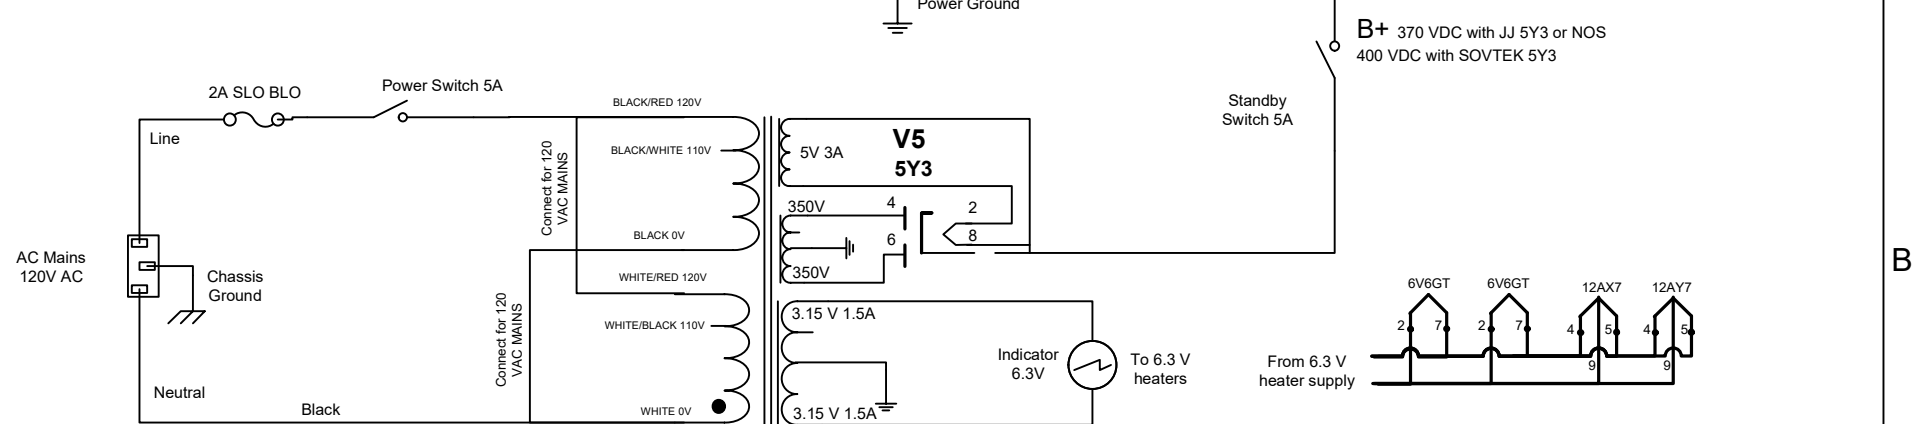 Power Ground
B+ 370 VDC with JJ 5Y3 or NOS
400 VDC with SOVTEK 5Y3
2A SLO BLO
Power Switch 5A
BLACK/RED 120V
Standby
Switch 5A
Line
V5
5Y3
BLACK/WHITE 110V
5V 3A
Connect for 120
VAC MAINS
350V
4
2
BLACK 0V
6
8
AC Mains
120V AC
Chassis
Ground
350V
B
WHITE/RED 120V
6V6GT
6V6GT
12AX7
12AY7
3.15 V 1.5A
WHITE/BLACK 110V
2
7
2
7
4
5
4
5
Connect for 120
VAC MAINS
Indicator
6.3V
To 6.3 V
heaters
From 6.3 V
heater supply
9
9
Neutral
Black
WHITE 0V
3.15 V 1.5A